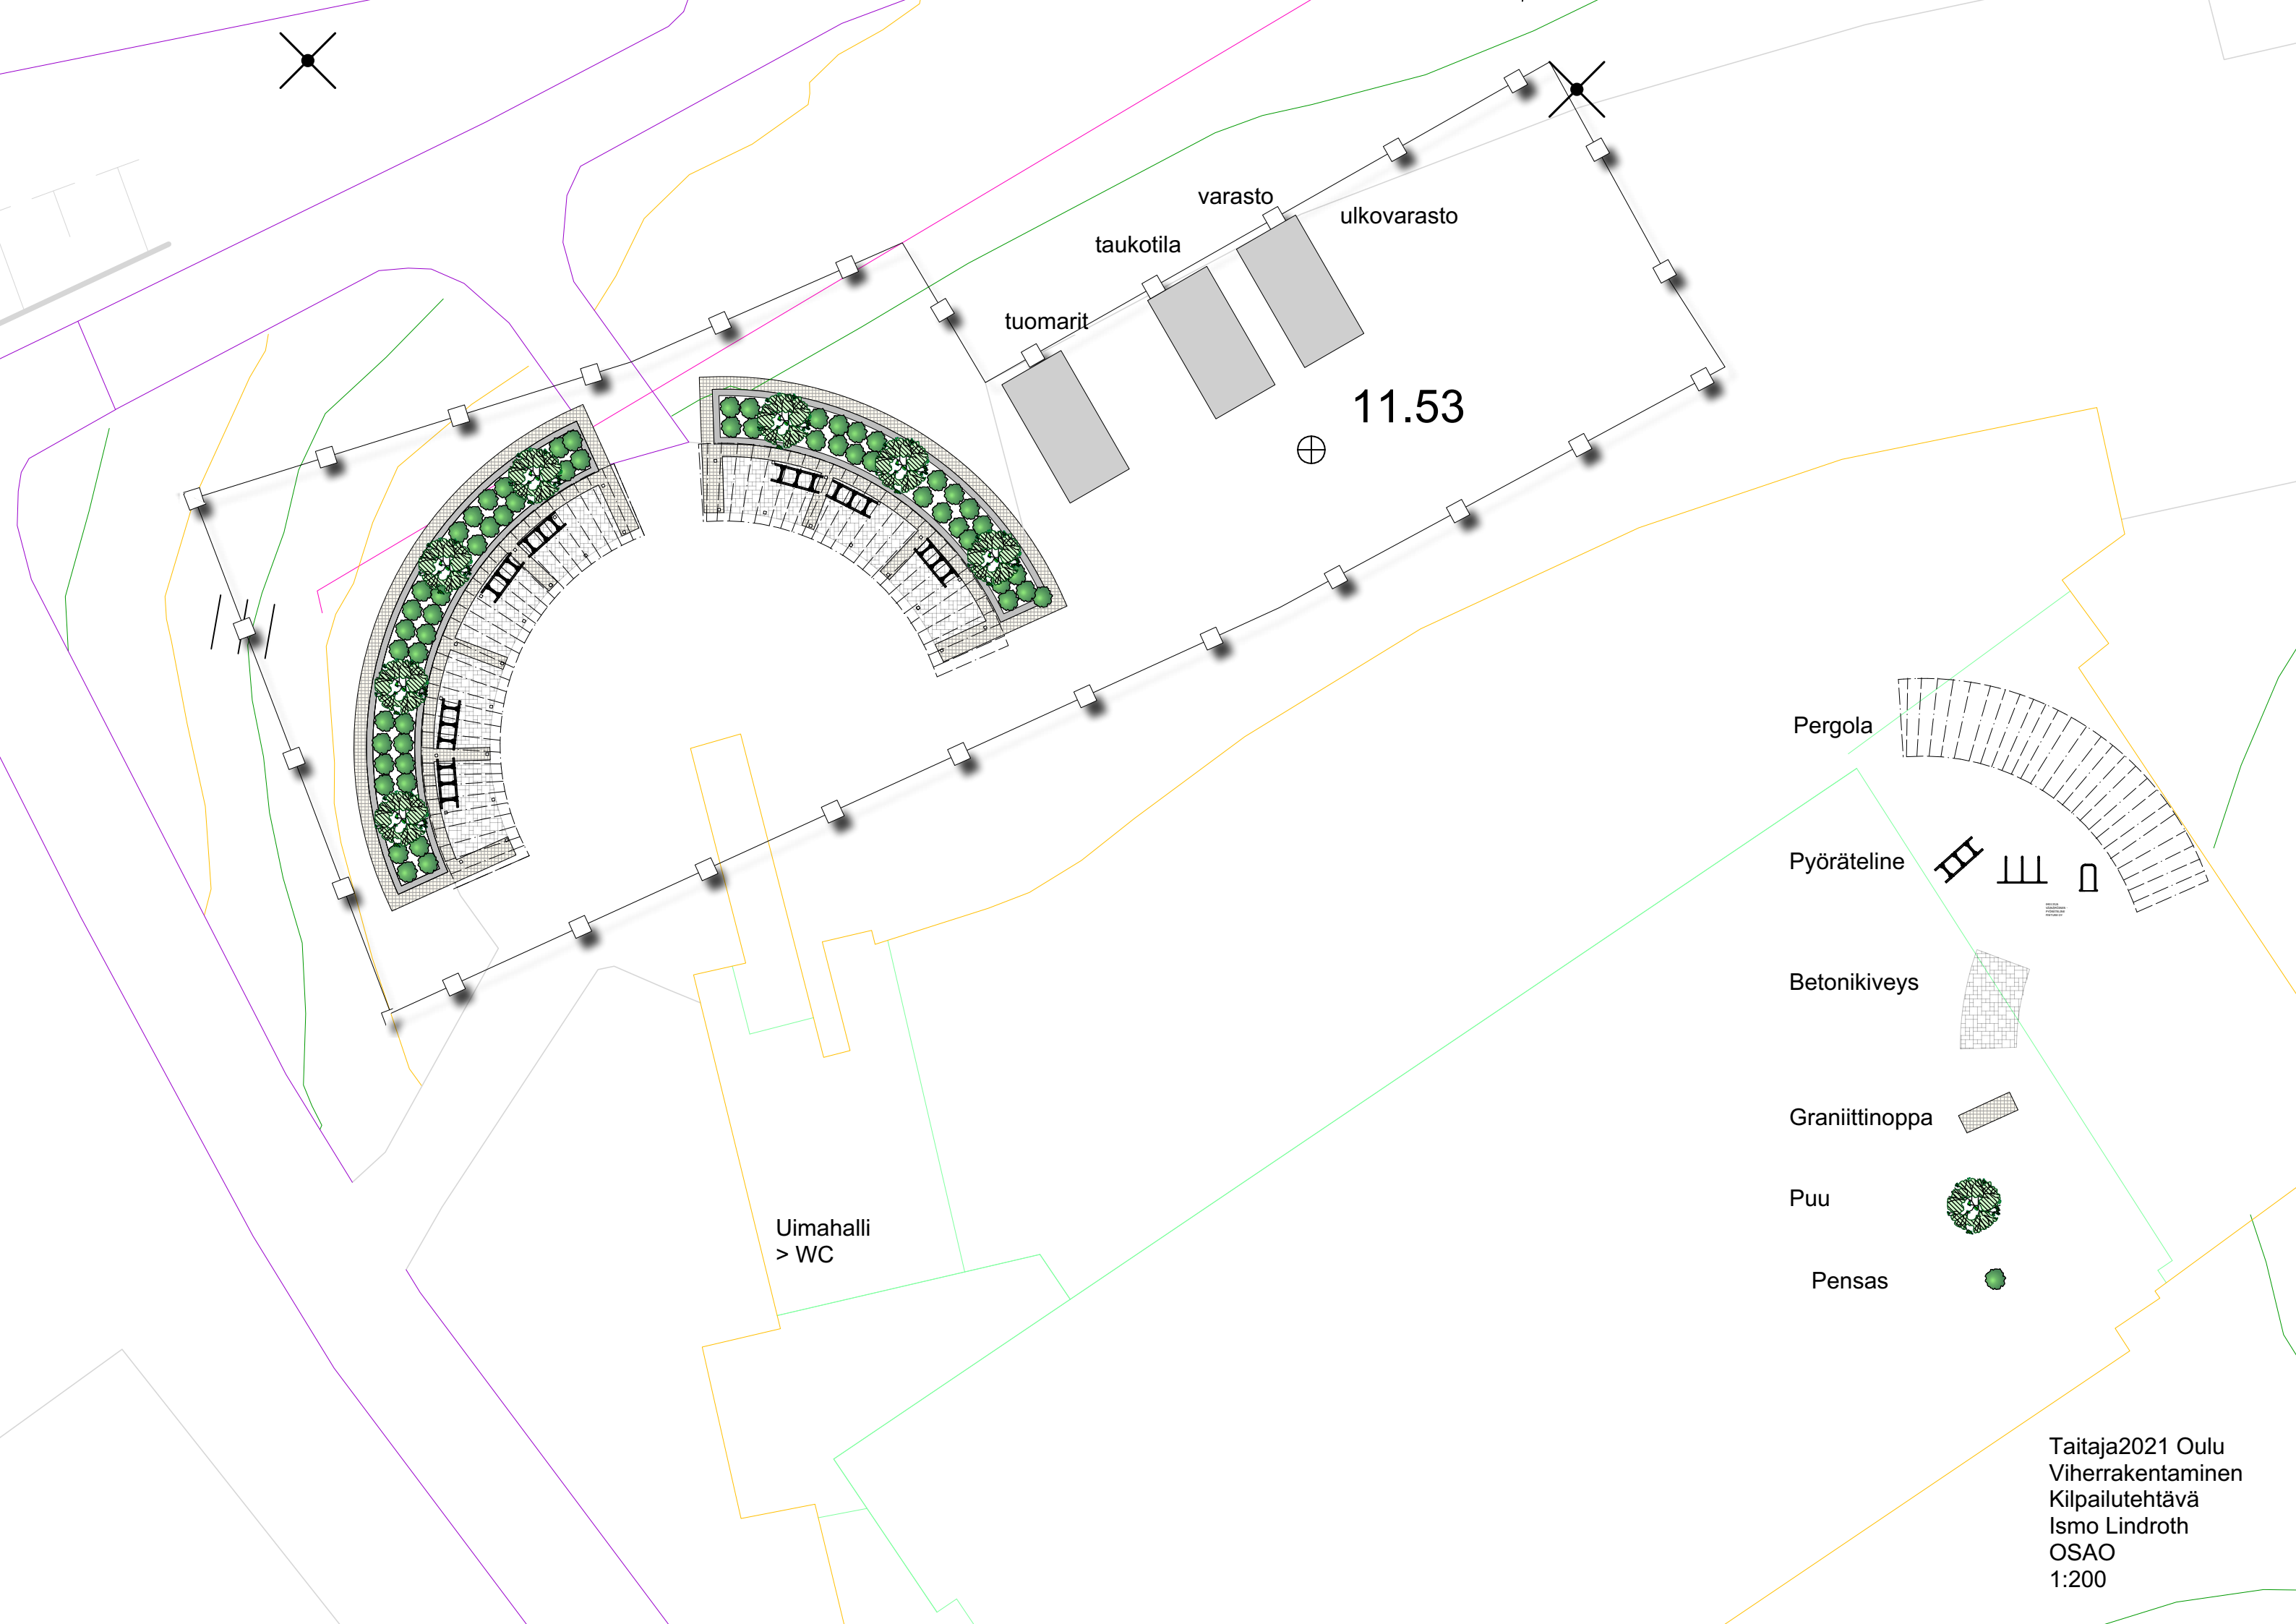 varasto
ulkovarasto
taukotila
tuomarit
11.53
Pergola
Pyöräteline
Betonikiveys
Graniittinoppa
Puu
Pensas
Uimahalli
> WC
Taitaja2021 Oulu
Viherrakentaminen
Kilpailutehtävä
Ismo Lindroth
OSAO
1:200